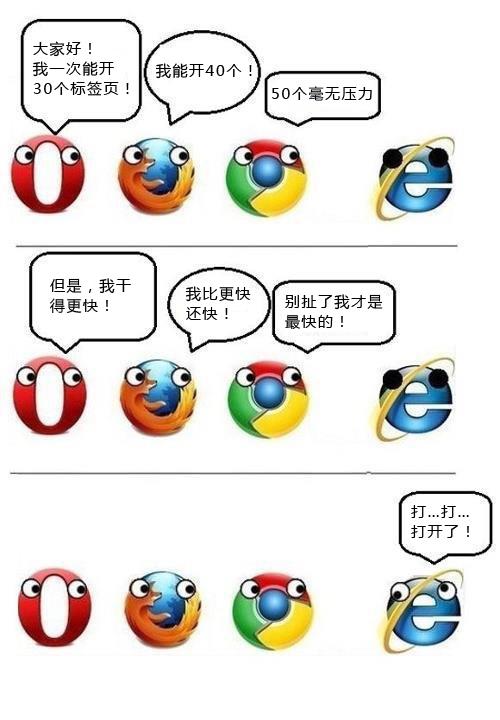 大家好！
我一次能开
30个标签页！
我能开40个！
50个毫无压力
但是，我干
得更快！
我比更快
还快！
别扯了我才是
最快的！
打...打...
打开了！